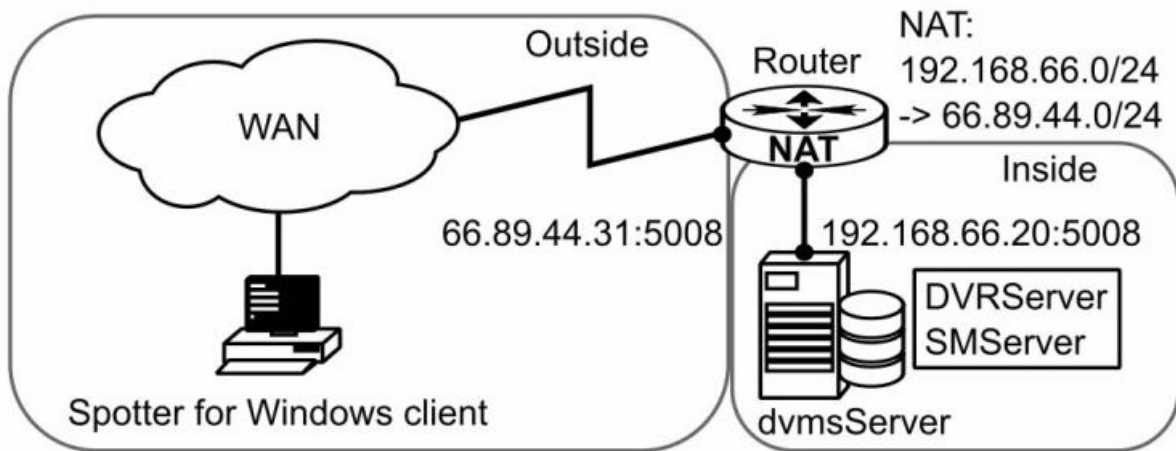 Outside
WAN
Router
NAT:
192.168.66.0/24
-> 66.89.44.0/24
NAT
Inside
66.89.44.31:5008
192.168.66.20:5008
DVRServer
SMServer
Spotter for Windows client
dvmsServer